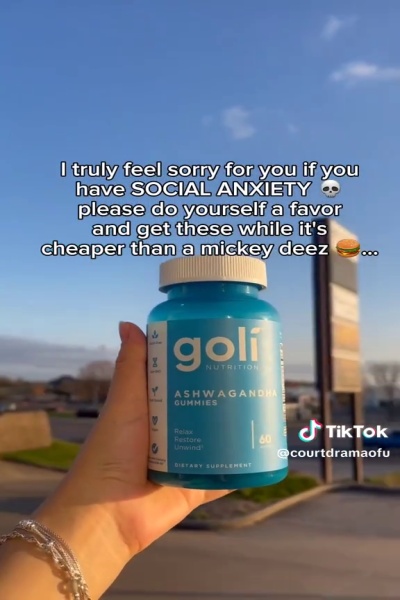 I truly feel sorry for you if you
have SOCIAL ANXIETY 💀
please do yourself a favor
and get these while it's
cheaper than a mickey deez 🍔...
goli
NUTRITION
ASHWAGANDHA
GUMMIES
Relax
Restore
Unwind
60
DIETARY SUPPLEMENT
TikTok
@courtdramaofu